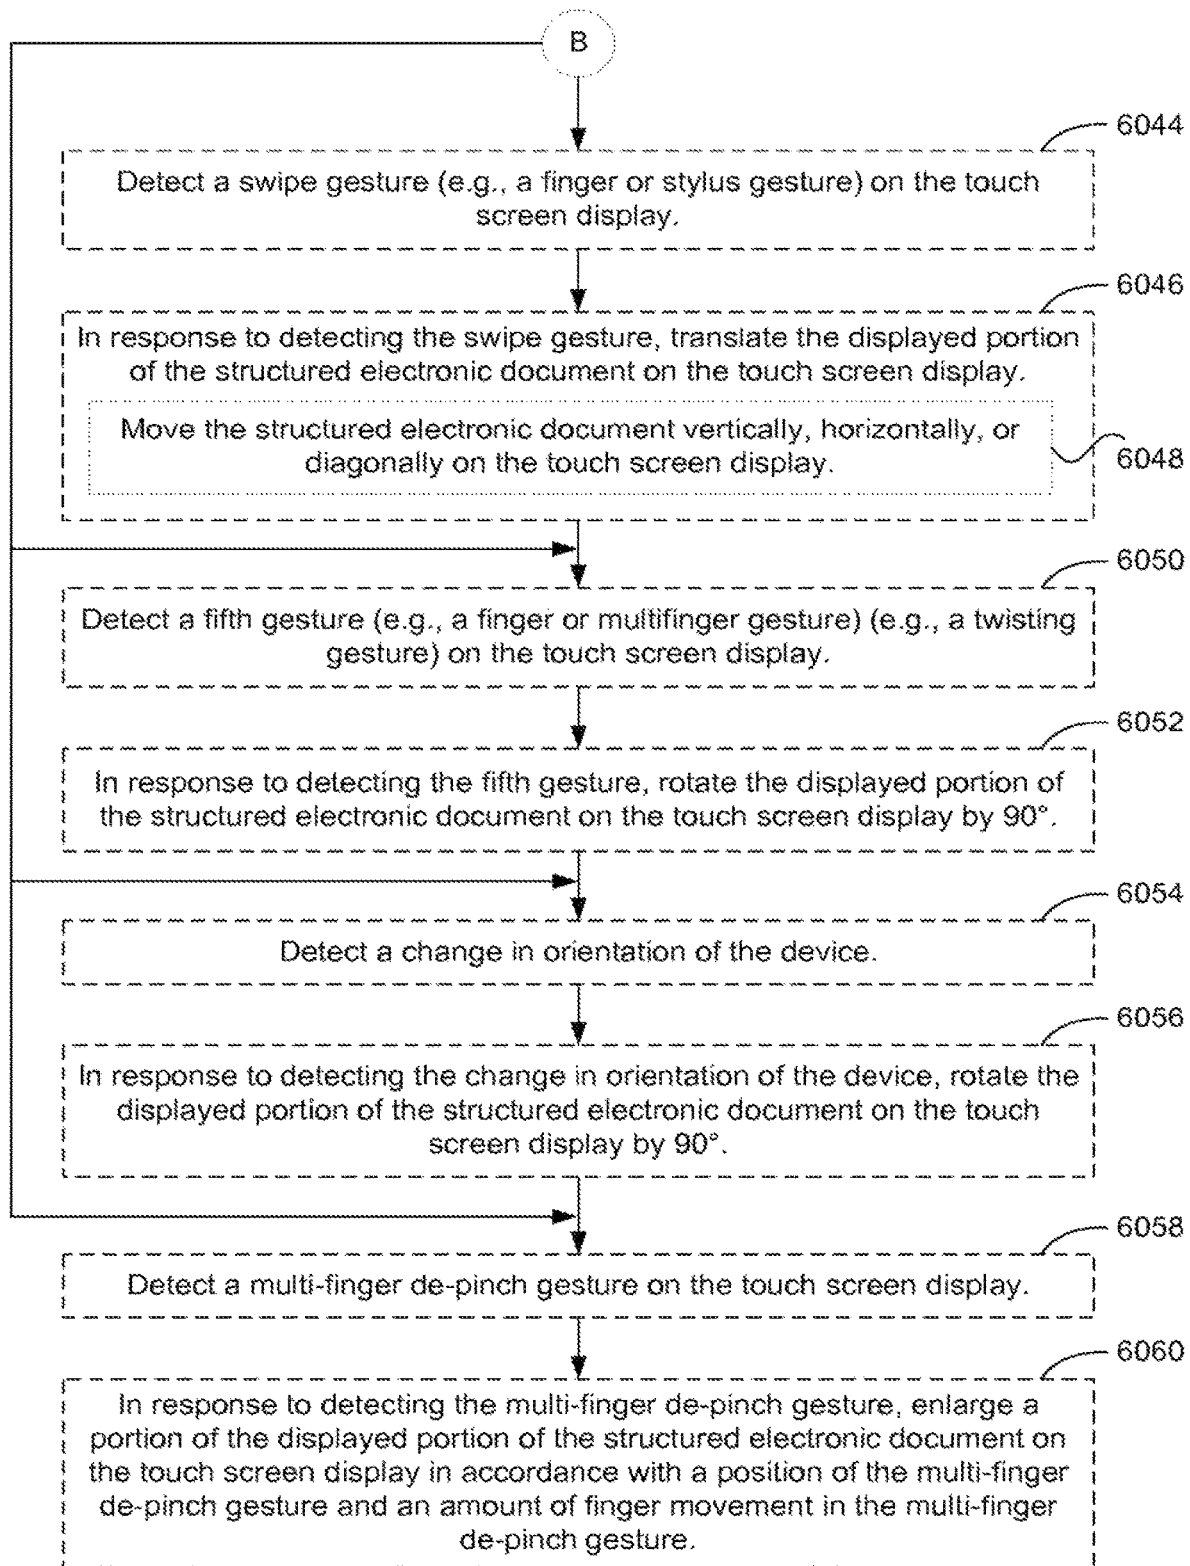 B
6044
Detect a swipe gesture (e.g., a finger or stylus gesture) on the touch
screen display.
6046
In response to detecting the swipe gesture, translate the displayed portion
of the structured electronic document on the touch screen display.
Move the structured electronic document vertically, horizontally, or
diagonally on the touch screen display.
6048
6050
Detect a fifth gesture (e.g., a finger or multifinger gesture) (e.g., a twisting
gesture) on the touch screen display.
6052
In response to detecting the fifth gesture, rotate the displayed portion of
the structured electronic document on the touch screen display by 90°.
6054
Detect a change in orientation of the device.
6056
In response to detecting the change in orientation of the device, rotate the
displayed portion of the structured electronic document on the touch
screen display by 90°.
6058
Detect a multi-finger de-pinch gesture on the touch screen display.
6060
In response to detecting the multi-finger de-pinch gesture, enlarge a
portion of the displayed portion of the structured electronic document on
the touch screen display in accordance with a position of the multi-finger
de-pinch gesture and an amount of finger movement in the multi-finger
de-pinch gesture.